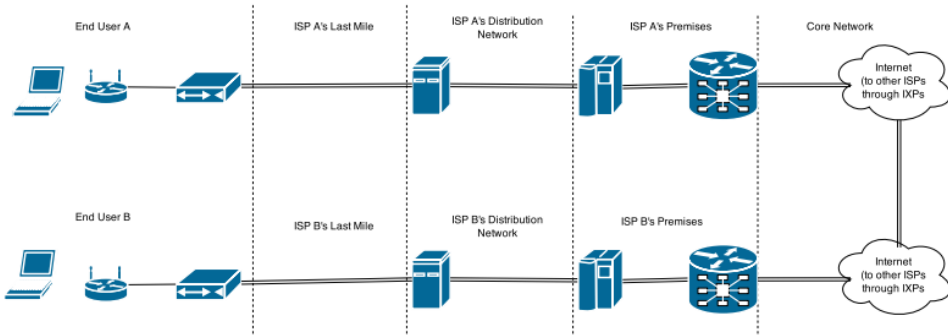 End User A
ISP A's Last Mile
ISP A's Distribution
Network
ISP A's Premises
Core Network
Internet
(to other ISPs
through IXPs
End User B
ISP B's Last Mile
ISP B's Distribution
Network
ISP B's Premises
Internet
(to other ISPs
through IXPs